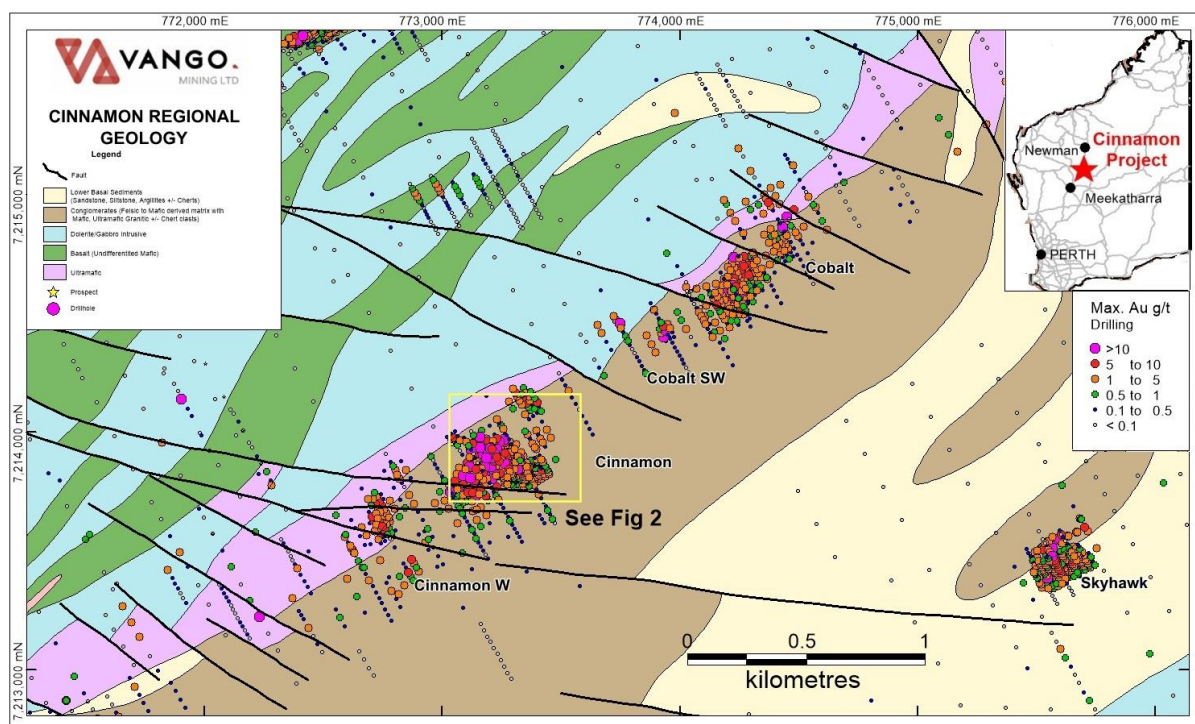 772,000 mE
773,000 mE
774,000 mE
775,000 mE
776,000 mE
VANGO.
MINING LTD
CINNAMON REGIONAL
GEOLOGY
Legend
Fault
Lower Basal Sediments
(Sandstone, Siltstone, Argillites +/- Cherts)
Conglomerates (Felsic to Mafic derived matrix with
Mafic, Ultramafic Granitic +/- Chert clasts)
Dolerite/Gabbro Intrusive
Basalt (Undifferentiated Mafic)
Ultramafic
Prospect
Drillhole
Newman
Cinnamon
Project
Meekatharra
PERTH
7,215,000 mN
7,214,000 mN
7,213,000 mN
Max. Au g/t
Drilling
>10
5 to 10
1 to 5
0.5 to 1
0.1 to 0.5
< 0.1
Cobalt
Cobalt SW
Cinnamon
See Fig 2
Cinnamon W
Skyhawk
0 0.5 1
kilometres